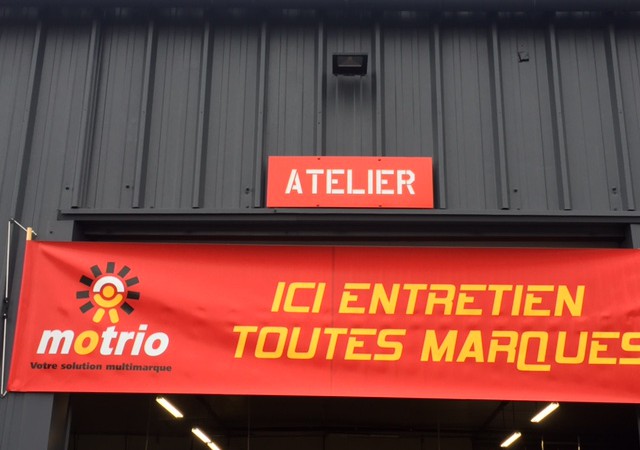 ATELIER
ICI ENTRETIEN
TOUTES MARQUES
motrio
Votre solution multimarque